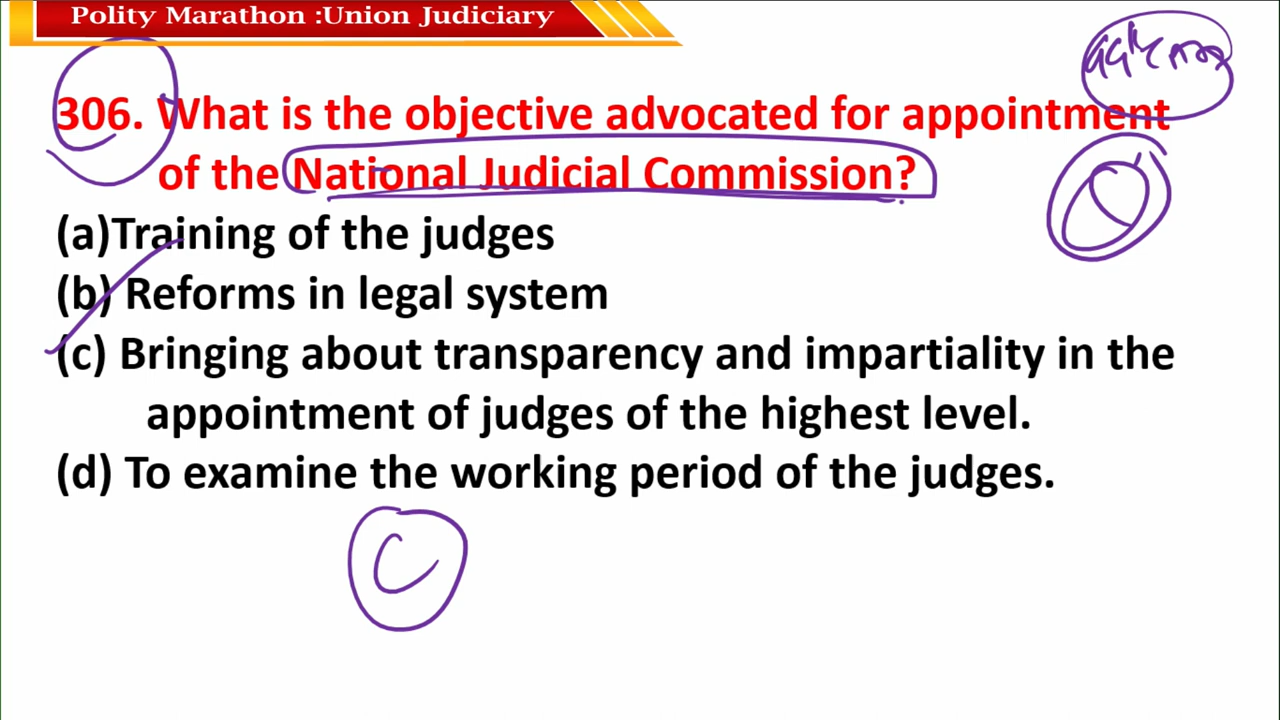 Polity Marathon :Union Judiciary
306. What is the objective advocated for appointment
of the National Judicial Commission?
(a)Training of the judges
(b) Reforms in legal system
(c) Bringing about transparency and impartiality in the
appointment of judges of the highest level.
(d) To examine the working period of the judges.
C